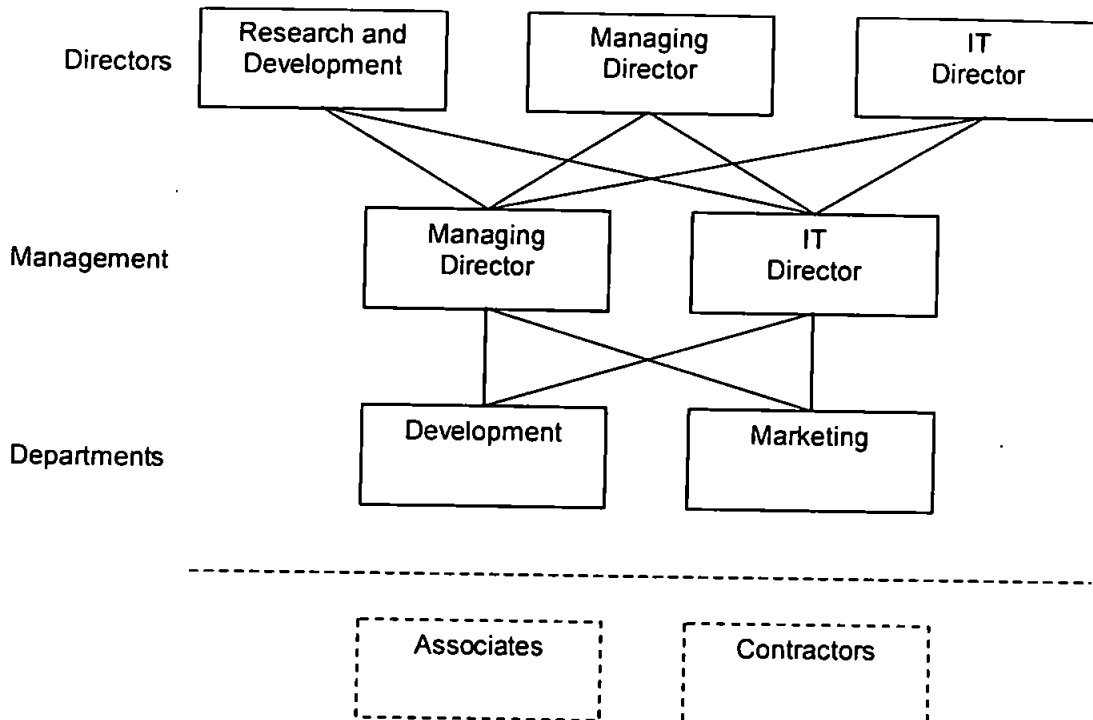 Directors
Research and
Development
Managing
Director
IT
Director
Management
Managing
Director
IT
Director
Departments
Development
Marketing
Associates
Contractors